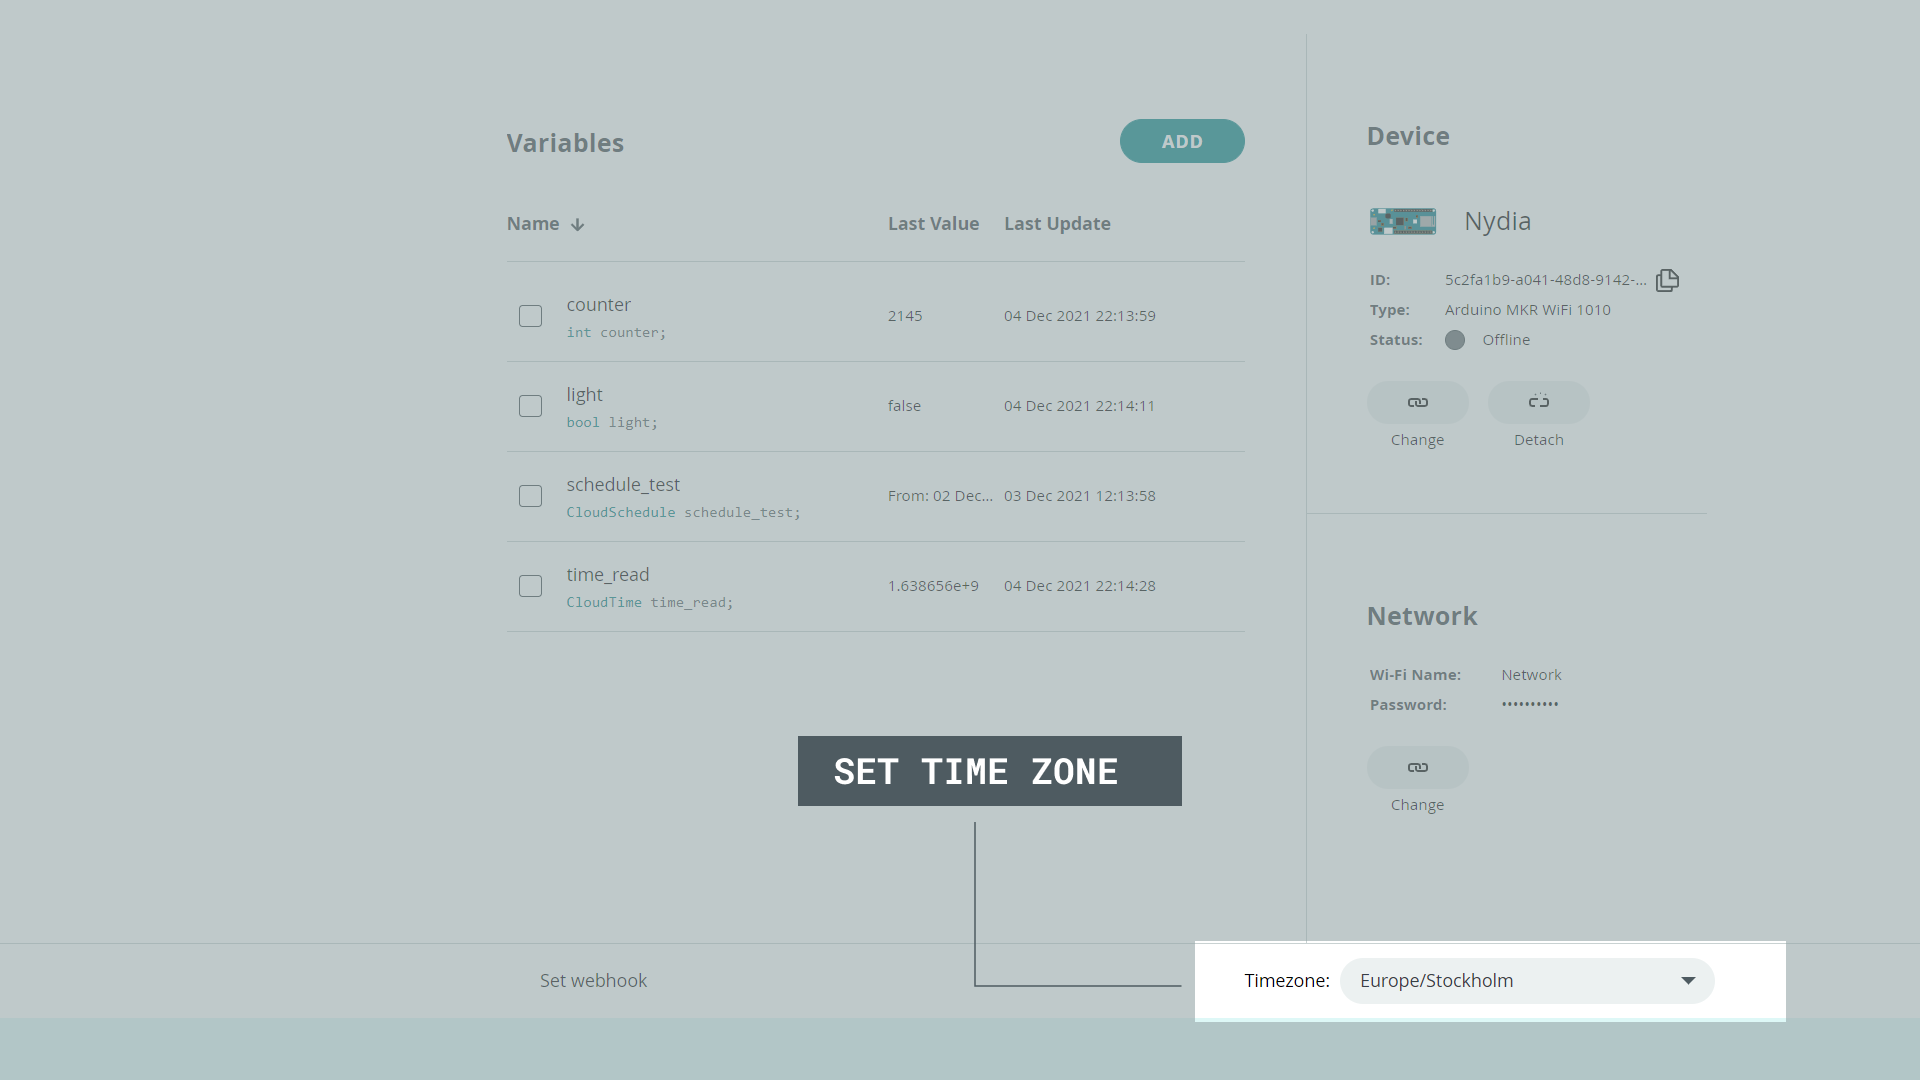 Variables
ADD
Name Last Value Last Update
counter
int counter;
2145
04 Dec 2021 22:13:59
light
bool light;
false
04 Dec 2021 22:14:11
schedule_test
CloudSchedule schedule_test;
From: 02 Dec...
03 Dec 2021 12:13:58
time_read
CloudTime time_read;
1.638656e+9
04 Dec 2021 22:14:28
Device
Nydia
ID: 5c2fa1b9-a041-48d8-9142-...
Type: Arduino MKR WiFi 1010
Status: Offline
Change Detach
Network
Wi-Fi Name: Network
Password: ••••••••••
Change
SET TIME ZONE
Set webhook
Timezone: Europe/Stockholm